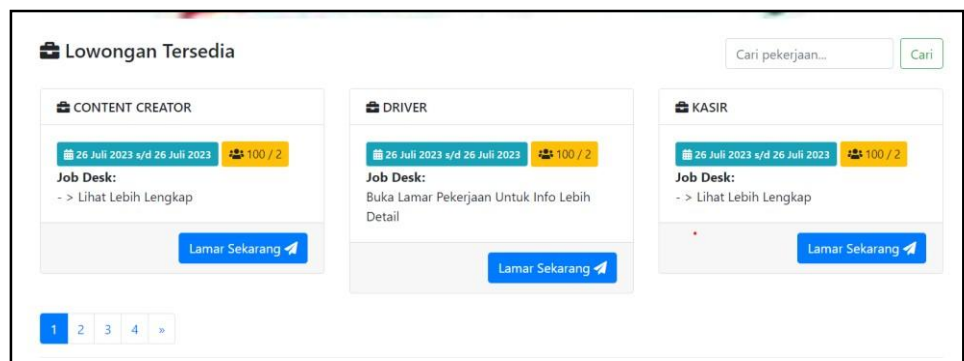 Lowongan Tersedia
Cari pekerjaan...
Cari
CONTENT CREATOR
26 Juli 2023 s/d 26 Juli 2023
100 / 2
Job Desk:
- > Lihat Lebih Lengkap
Lamar Sekarang
DRIVER
26 Juli 2023 s/d 26 Juli 2023
100 / 2
Job Desk:
Buka Lamar Pekerjaan Untuk Info Lebih
Detail
Lamar Sekarang
KASIR
26 Juli 2023 s/d 26 Juli 2023
100 / 2
Job Desk:
- > Lihat Lebih Lengkap
Lamar Sekarang
1 2 3 4 »